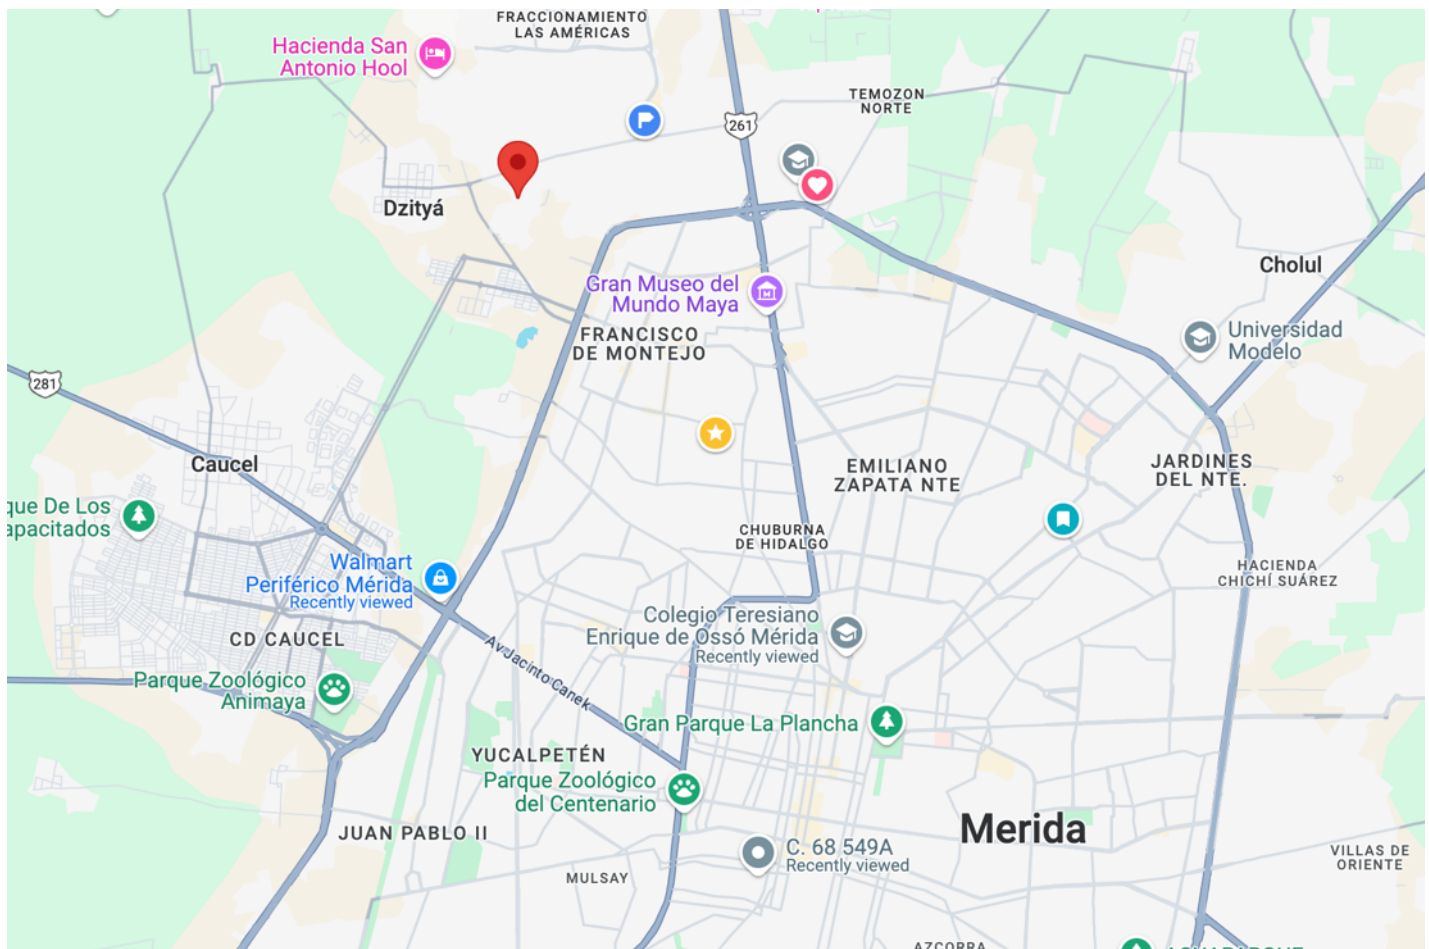 FRACCIONAMIENTO
LAS AMÉRICAS
Hacienda San
Antonio Hool
TEMOZON
NORTE
261
Dzityá
Cholul
Gran Museo del
Mundo Maya
FRANCISCO
DE MONTEJO
Universidad
Modelo
281
Caucel
EMILIANO
ZAPATA NTE
JARDINES
DEL NTE.
que De Los
apacitados
CHUBURNA
DE HIDALGO
Walmart
Periférico Mérida
Recently viewed
HACIENDA
CHICHÍ SUÁREZ
Colegio Teresiano
Enrique de Ossó Mérida
Recently viewed
CD CAUCEL
Av Jacinto Canek
Parque Zoológico
Animaya
Gran Parque La Plancha
YUCALPETÉN
Parque Zoológico
del Centenario
Merida
JUAN PABLO II
C. 68 549A
Recently viewed
VILLAS DE
ORIENTE
MULSAY
AZCORRA